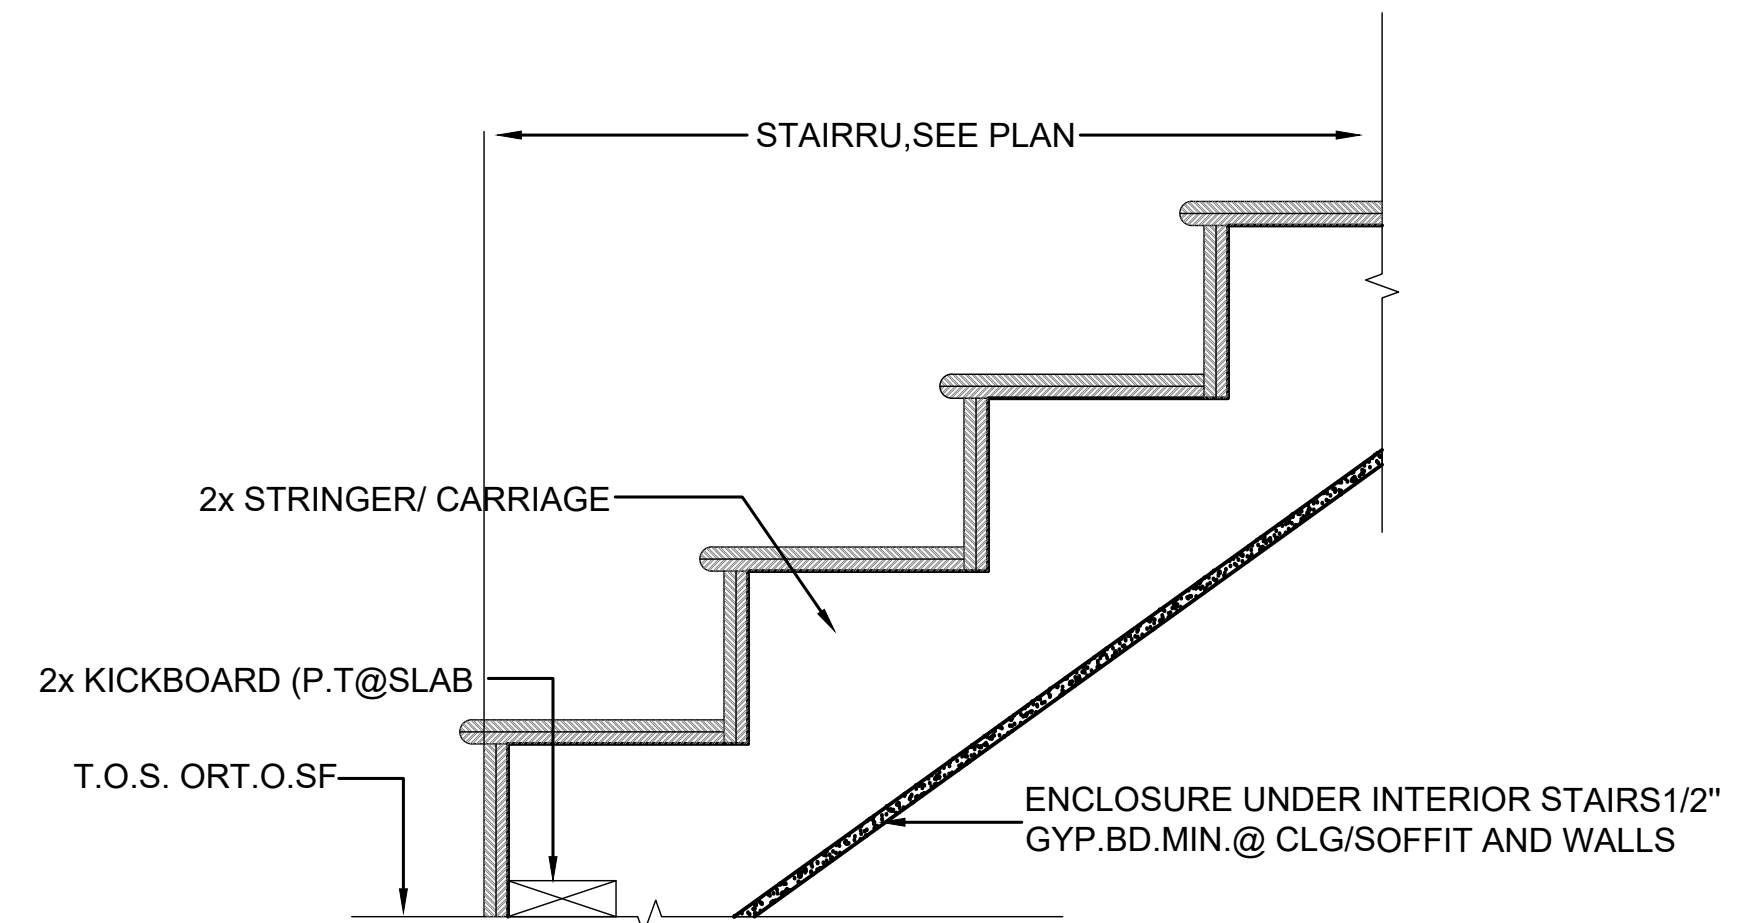 STAIRRU,SEE PLAN
2x STRINGER/ CARRIAGE
2x KICKBOARD (P.T@SLAB
T.O.S. ORT.O.SF
ENCLOSURE UNDER INTERIOR STAIRS1/2"
GYP.BD.MIN.@ CLG/SOFFIT AND WALLS